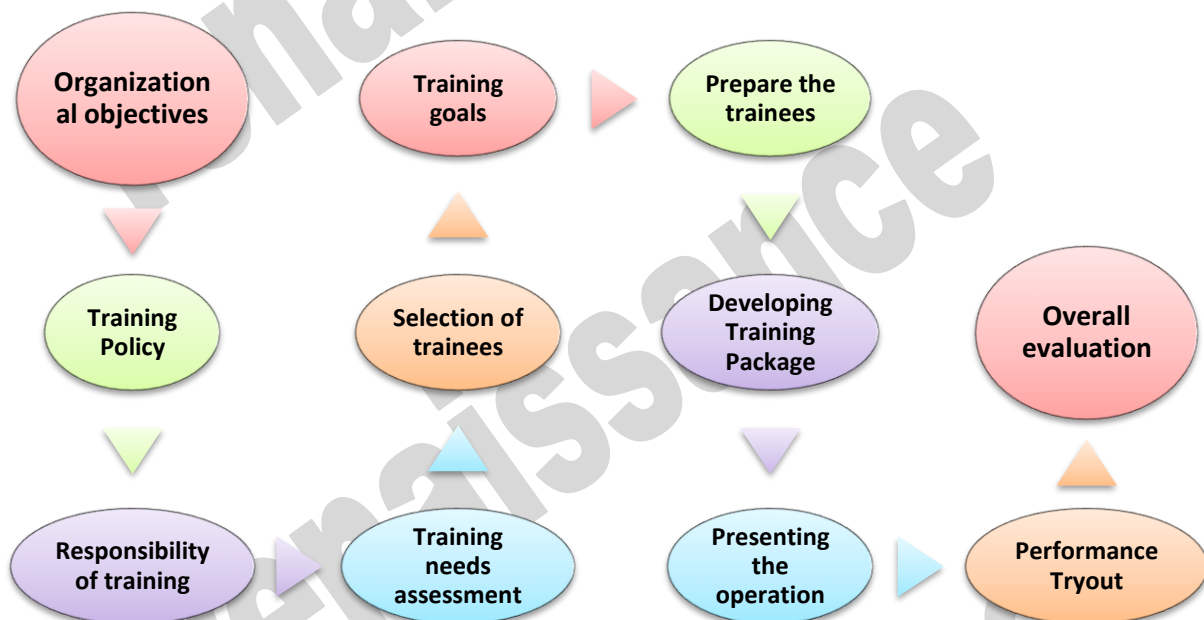 Organization
al objectives
Training
Policy
Responsibility
of training
Training
needs
assessment
Selection of
trainees
Training
goals
Prepare the
trainees
Developing
Training
Package
Presenting
the
operation
Performance
Tryout
Overall
evaluation
enaissance